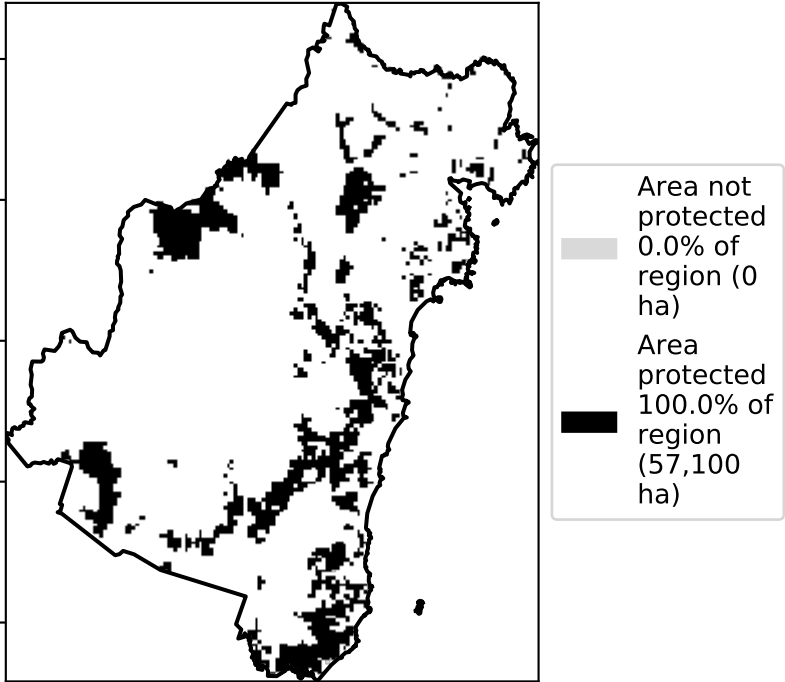 Area not
protected
0.0% of
region (0
ha)
Area
protected
100.0% of
region
(57,100
ha)